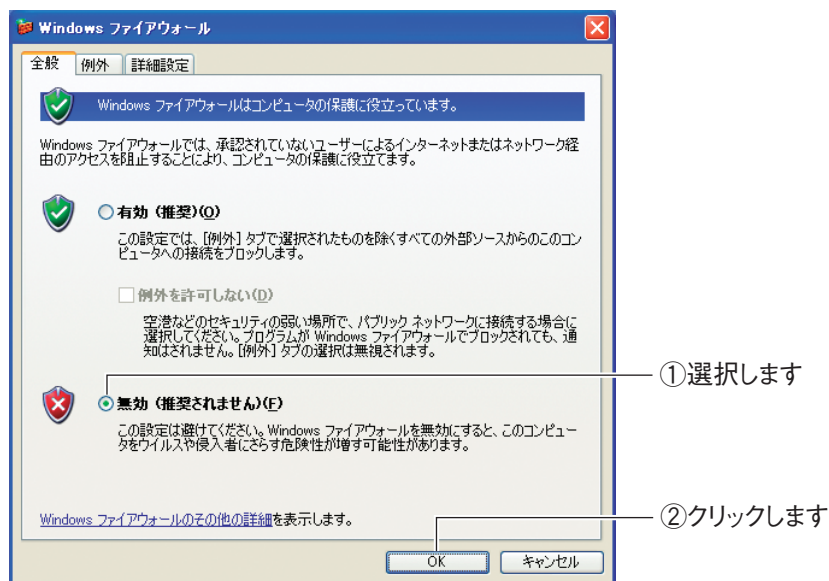 Windows ファイアウォール
全般 例外 詳細設定
Windows ファイアウォールはコンピュータの保護に役立っています。
Windows ファイアウォールでは、承認されていないユーザーによるインターネットまたはネットワーク経
由のアクセスを阻止することにより、コンピュータの保護に役立てます。
有効 (推奨)(O)
この設定では、[例外] タブで選択されたものを除くすべての外部ソースからのこのコン
ピュータへの接続をブロックします。
例外を許可しない(D)
空港などのセキュリティの弱い場所で、パブリック ネットワークに接続する場合に
選択してください。プログラムが Windows ファイアウォールでブロックされても、通
知はされません。[例外] タブの選択は無視されます。
①選択します
無効 (推奨されません)(F)
この設定は避けてください。Windows ファイアウォールを無効にすると、このコンピュー
タをウイルスや侵入者にさらす危険性が増す可能性があります。
Windows ファイアウォールのその他の詳細を表示します。
②クリックします
OK キャンセル